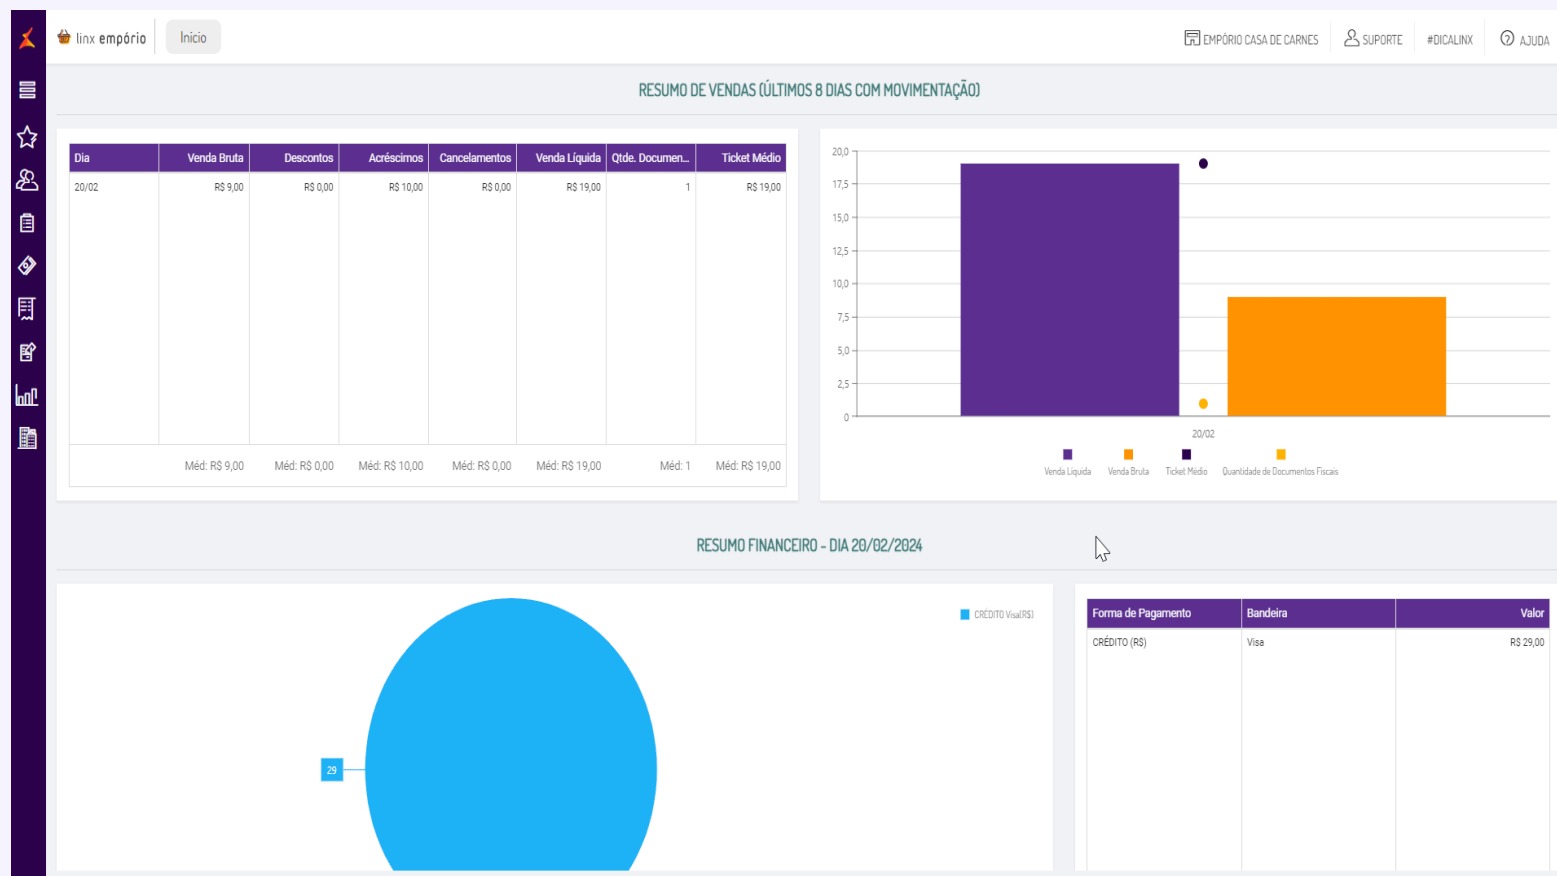 linx empório
Início
EMPÓRIO CASA DE CARNES
SUPORTE
#DICALINX
AJUDA
RESUMO DE VENDAS (ÚLTIMOS 8 DIAS COM MOVIMENTAÇÃO)
Dia Venda Bruta Descontos Acréscimos Cancelamentos Venda Líquida Qtde. Documen... Ticket Médio
20/02 R$ 9,00 R$ 0,00 R$ 10,00 R$ 0,00 R$ 19,00 1 R$ 19,00
Méd: R$ 9,00 Méd: R$ 0,00 Méd: R$ 10,00 Méd: R$ 0,00 Méd: R$ 19,00 Méd: 1 Méd: R$ 19,00
20,0
17,5
15,0
12,5
10,0
7,5
5,0
2,5
0
20/02
Venda Líquida Venda Bruta Ticket Médio Quantidade de Documentos Fiscais
RESUMO FINANCEIRO - DIA 20/02/2024
CRÉDITO Visa(R$)
29
Forma de Pagamento Bandeira Valor
CRÉDITO (R$) Visa R$ 29,00